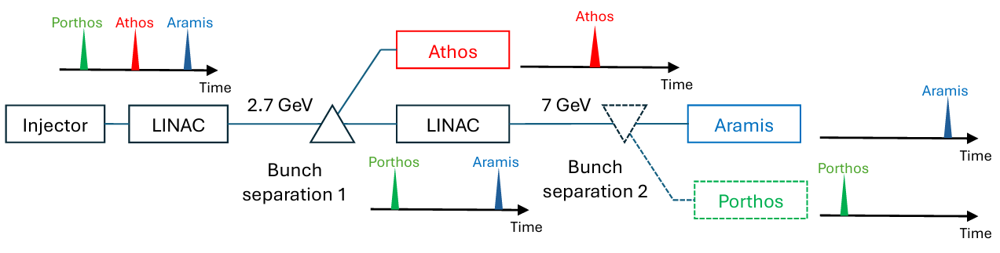 Porthos Athos Aramis
Time
Injector
LINAC
2.7 GeV
Bunch
separation 1
Athos
Athos
Time
LINAC
7 GeV
Porthos Aramis
Time
Bunch
separation 2
Aramis
Aramis
Time
Porthos
Porthos
Time